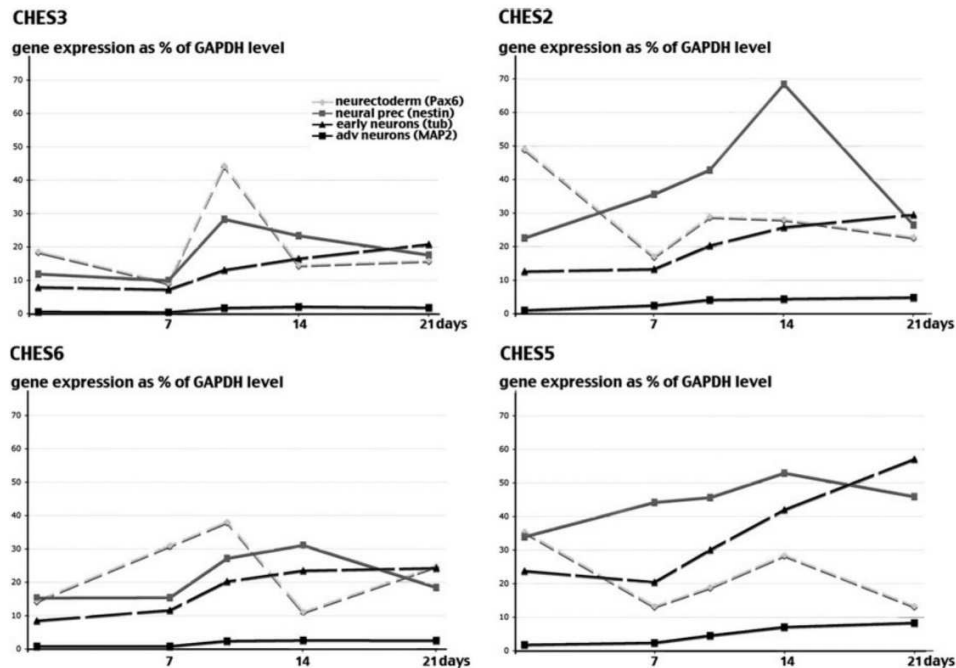 CHES3
gene expression as % of GAPDH level
70
60
50
40
30
20
10
0
7
14
21 days
neurectoderm (Pax6)
neural prec (nestin)
early neurons (tub)
adv neurons (MAP2)
CHES2
gene expression as % of GAPDH level
70
60
50
40
30
20
10
0
7
14
21 days
CHES6
gene expression as % of GAPDH level
70
60
50
40
30
20
10
0
7
14
21 days
CHES5
gene expression as % of GAPDH level
70
60
50
40
30
20
10
0
7
14
21 days